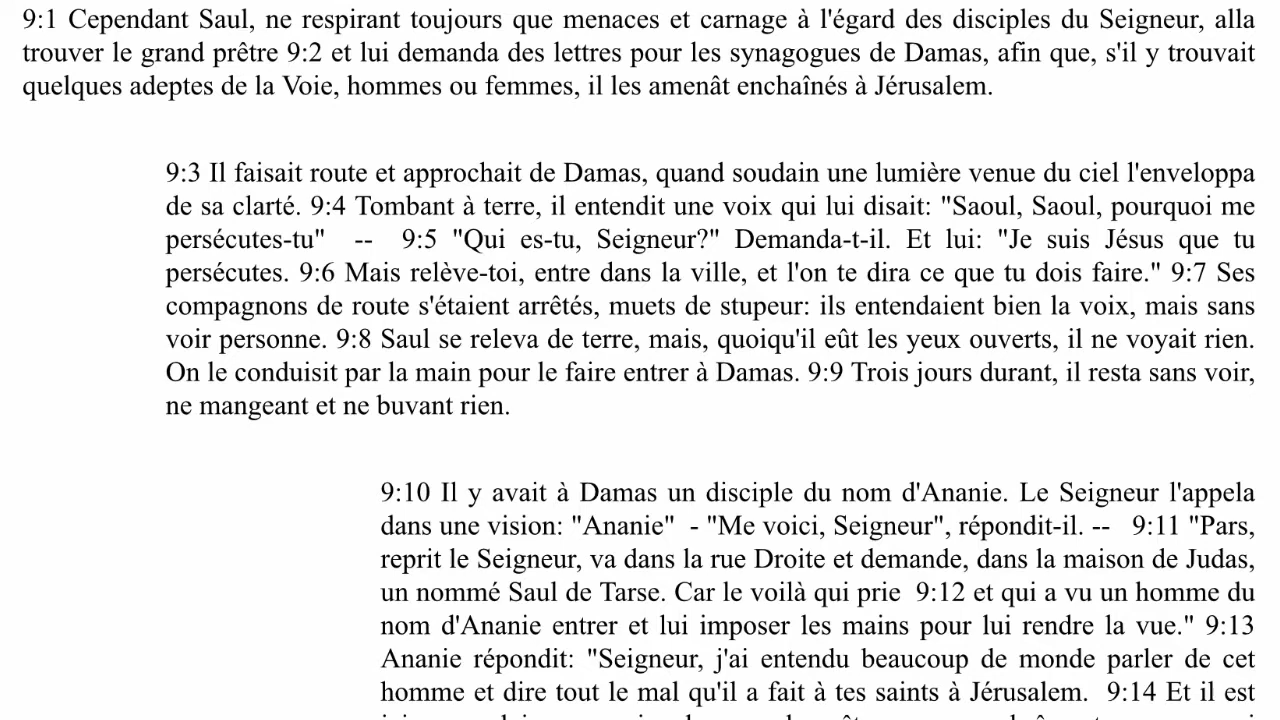 9:1 Cependant Saul, ne respirant toujours que menaces et carnage à l'égard des disciples du Seigneur, alla
trouver le grand prêtre 9:2 et lui demanda des lettres pour les synagogues de Damas, afin que, s'il y trouvait
quelques adeptes de la Voie, hommes ou femmes, il les amenât enchaînés à Jérusalem.
9:3 Il faisait route et approchait de Damas, quand soudain une lumière venue du ciel l'enveloppa
de sa clarté. 9:4 Tombant à terre, il entendit une voix qui lui disait: "Saoul, Saoul, pourquoi me
persécutes-tu" -- 9:5 "Qui es-tu, Seigneur?" Demanda-t-il. Et lui: "Je suis Jésus que tu
persécutes. 9:6 Mais relève-toi, entre dans la ville, et l'on te dira ce que tu dois faire." 9:7 Ses
compagnons de route s'étaient arrêtés, muets de stupeur: ils entendaient bien la voix, mais sans
voir personne. 9:8 Saul se releva de terre, mais, quoiqu'il eût les yeux ouverts, il ne voyait rien.
On le conduisit par la main pour le faire entrer à Damas. 9:9 Trois jours durant, il resta sans voir,
ne mangeant et ne buvant rien.
9:10 Il y avait à Damas un disciple du nom d'Ananie. Le Seigneur l'appela
dans une vision: "Ananie" - "Me voici, Seigneur", répondit-il. -- 9:11 "Pars,
reprit le Seigneur, va dans la rue Droite et demande, dans la maison de Judas,
un nommé Saul de Tarse. Car le voilà qui prie 9:12 et qui a vu un homme du
nom d'Ananie entrer et lui imposer les mains pour lui rendre la vue." 9:13
Ananie répondit: "Seigneur, j'ai entendu beaucoup de monde parler de cet
homme et dire tout le mal qu'il a fait à tes saints à Jérusalem. 9:14 Et il est